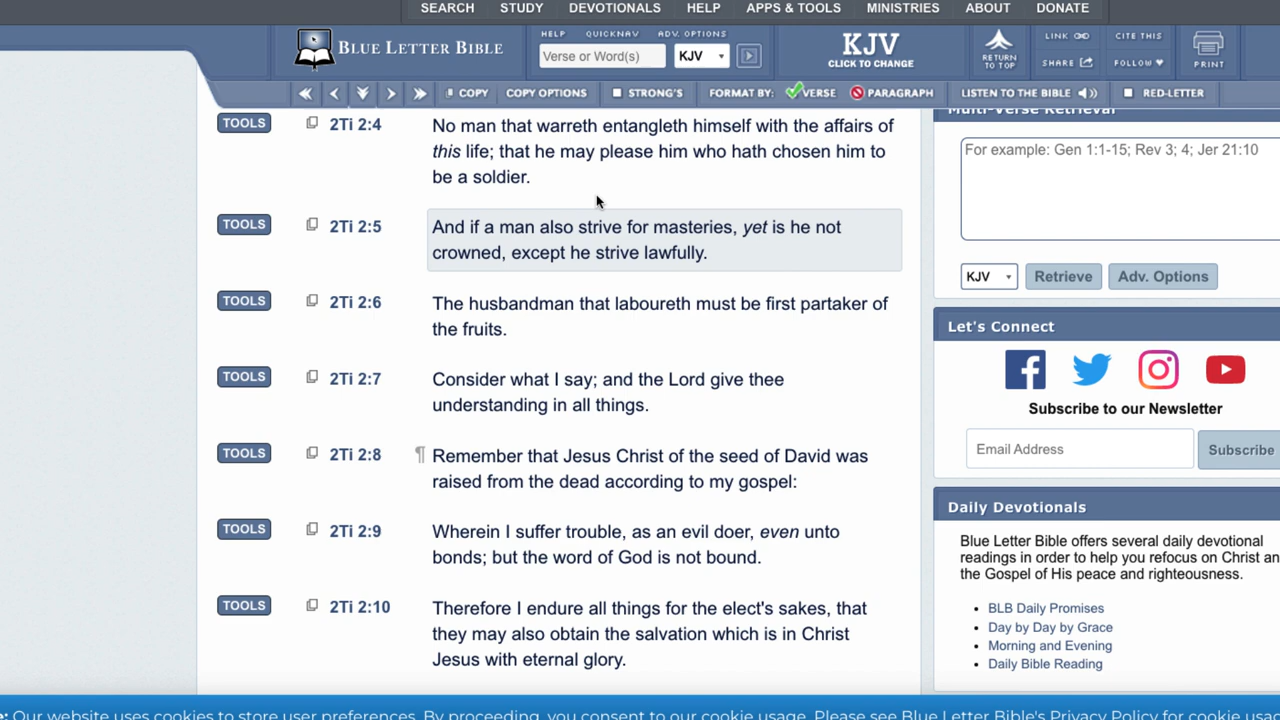 SEARCH STUDY DEVOTIONALS HELP APPS & TOOLS MINISTRIES ABOUT DONATE
BLUE LETTER BIBLE
HELP QUICKNAV ADV. OPTIONS
Verse or Word(s) KJV
KJV
CLICK TO CHANGE
RETURN
TO TOP
LINK
SHARE
CITE THIS
FOLLOW
PRINT
COPY COPY OPTIONS STRONG'S FORMAT BY: VERSE PARAGRAPH LISTEN TO THE BIBLE RED-LETTER
TOOLS 2Ti 2:4 No man that warreth entangleth himself with the affairs of
this life; that he may please him who hath chosen him to
be a soldier.
TOOLS 2Ti 2:5 And if a man also strive for masteries, yet is he not
crowned, except he strive lawfully.
TOOLS 2Ti 2:6 The husbandman that laboureth must be first partaker of
the fruits.
TOOLS 2Ti 2:7 Consider what I say; and the Lord give thee
understanding in all things.
TOOLS 2Ti 2:8 ¶ Remember that Jesus Christ of the seed of David was
raised from the dead according to my gospel:
TOOLS 2Ti 2:9 Wherein I suffer trouble, as an evil doer, even unto
bonds; but the word of God is not bound.
TOOLS 2Ti 2:10 Therefore I endure all things for the elect's sakes, that
they may also obtain the salvation which is in Christ
Jesus with eternal glory.
Multi-Verse Retrieval
For example: Gen 1:1-15; Rev 3; 4; Jer 21:10
KJV Retrieve Adv. Options
Let's Connect
Subscribe to our Newsletter
Email Address Subscribe
Daily Devotionals
Blue Letter Bible offers several daily devotional
readings in order to help you refocus on Christ an
the Gospel of His peace and righteousness.
• BLB Daily Promises
• Day by Day by Grace
• Morning and Evening
• Daily Bible Reading
e: Our website uses cookies to store user preferences. By proceeding, you consent to our cookie usage. Please see Blue Letter Bible's Privacy Policy for cookie usag